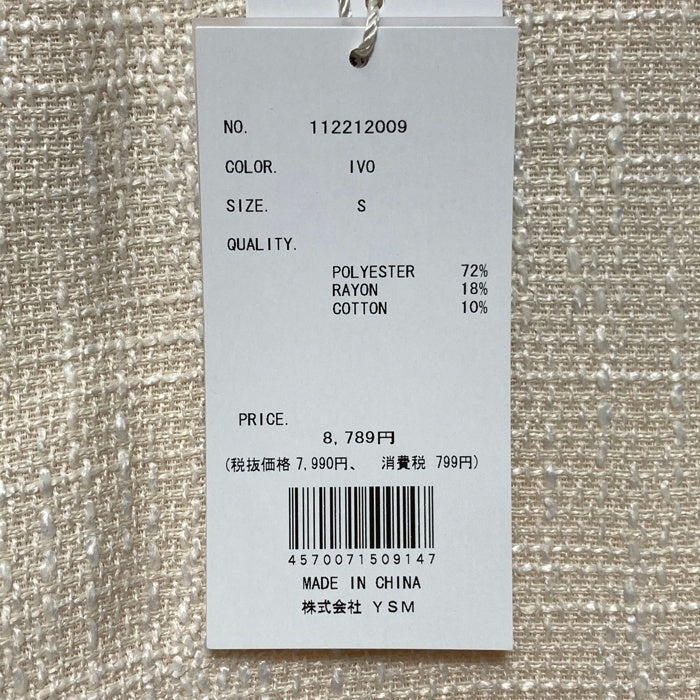 NO. 112212009
COLOR. IVO
SIZE. S
QUALITY.
POLYESTER 72%
RAYON 18%
COTTON 10%
PRICE.
8,789円
(税抜価格 7,990円、 消費税 799円)
4570071509147
MADE IN CHINA
株式会社 YSM